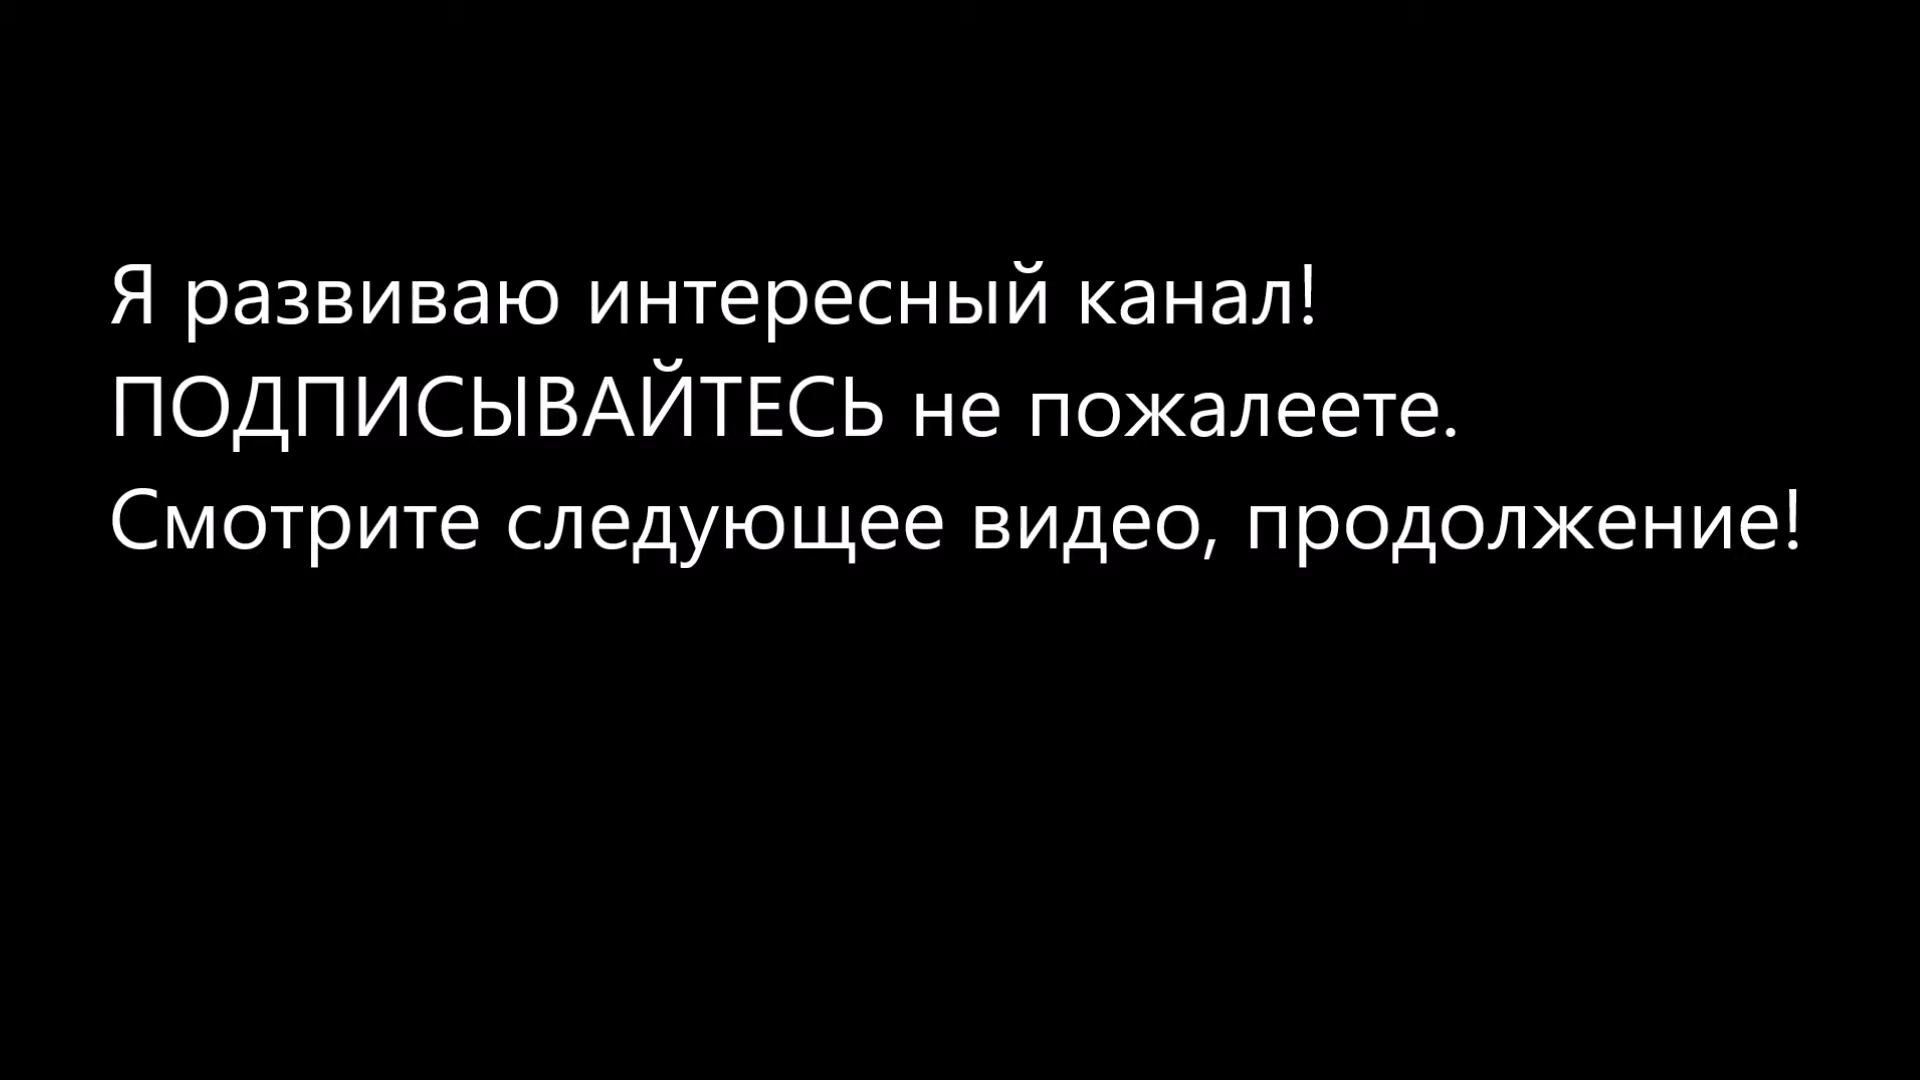 Я развиваю интересный канал!
ПОДПИСЫВАЙТЕСЬ не пожалеете.
Смотрите следующее видео, продолжение!